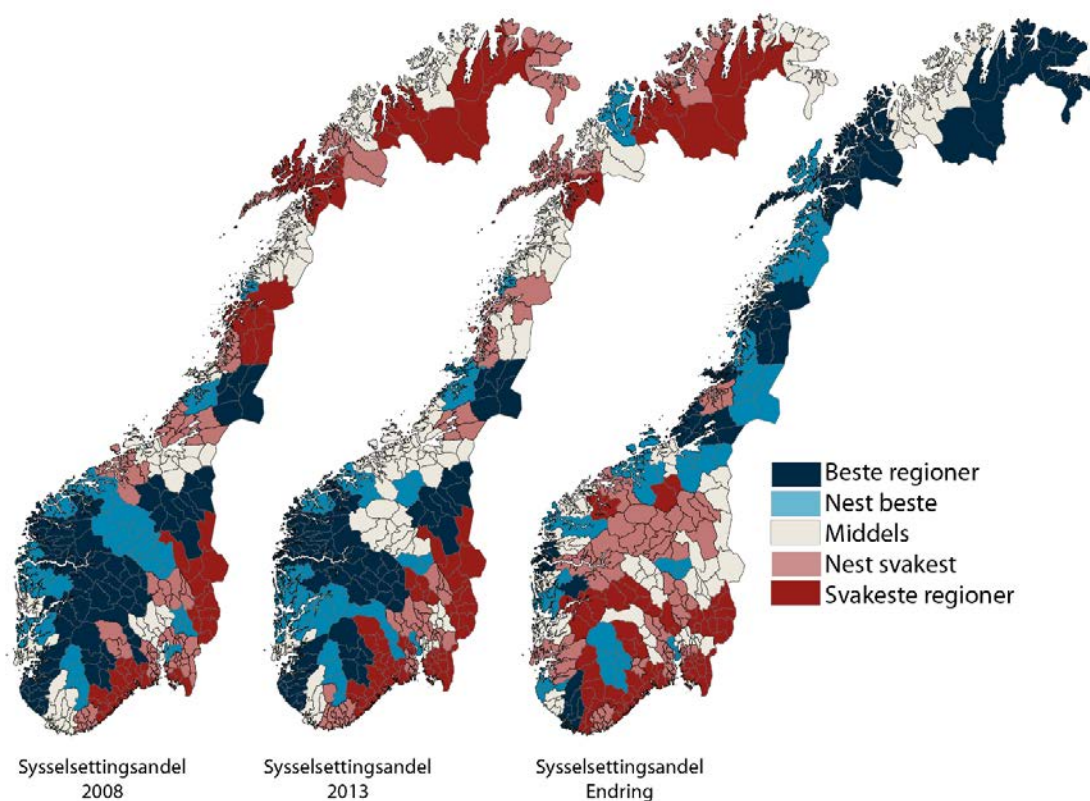 Beste regioner
Nest beste
Middels
Nest svakest
Svakeste regioner
Sysselsettingsandel
2008
Sysselsettingsandel
2013
Sysselsettingsandel
Endring